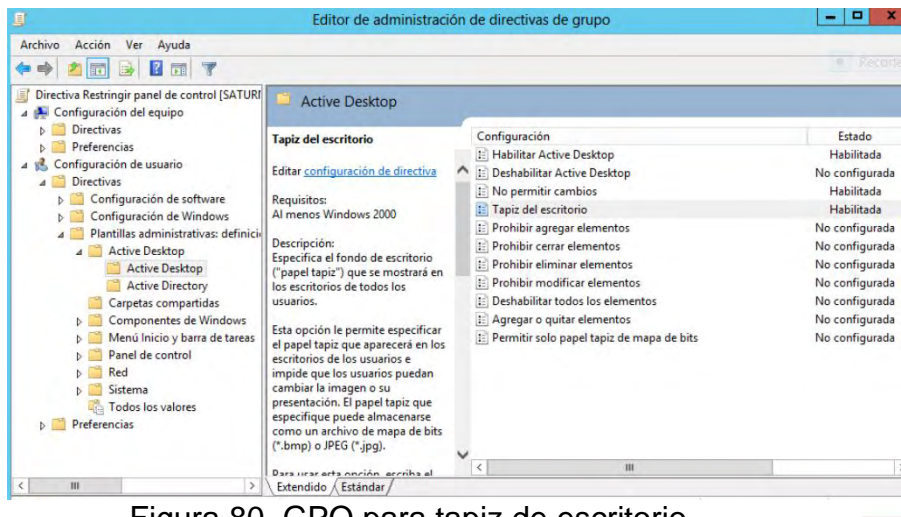 Editor de administración de directivas de grupo
Archivo Acción Ver Ayuda
Directiva Restringir panel de control [SATURN
Configuración del equipo
Directivas
Preferencias
Configuración de usuario
Directivas
Configuración de software
Configuración de Windows
Plantillas administrativas: definici
Active Desktop
Active Desktop
Active Directory
Carpetas compartidas
Componentes de Windows
Menú Inicio y barra de tareas
Panel de control
Red
Sistema
Todos los valores
Preferencias
Active Desktop
Tapiz del escritorio
Editar configuración de directiva
Requisitos:
Al menos Windows 2000
Descripción:
Especifica el fondo de escritorio
("papel tapiz") que se mostrará en
los escritorios de todos los
usuarios.
Esta opción le permite especificar
el papel tapiz que aparecerá en los
escritorios de los usuarios e
impide que los usuarios puedan
cambiar la imagen o su
presentación. El papel tapiz que
especifique puede almacenarse
como un archivo de mapa de bits
(*.bmp) o JPEG (*.jpg).
Para usar esta opción, escriba el
Configuración Estado
Habilitar Active Desktop Habilitada
Deshabilitar Active Desktop No configurada
No permitir cambios Habilitada
Tapiz del escritorio Habilitada
Prohibir agregar elementos No configurada
Prohibir cerrar elementos No configurada
Prohibir eliminar elementos No configurada
Prohibir modificar elementos No configurada
Deshabilitar todos los elementos No configurada
Agregar o quitar elementos No configurada
Permitir solo papel tapiz de mapa de bits No configurada
Extendido Estándar
Figura 80. GPO para tapiz de escritorio